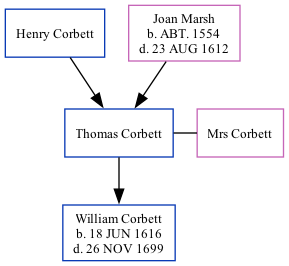 Henry Corbett
Joan Marsh
b. ABT. 1554
d. 23 AUG 1612
Thomas Corbett
Mrs Corbett
William Corbett
b. 18 JUN 1616
d. 26 NOV 1699